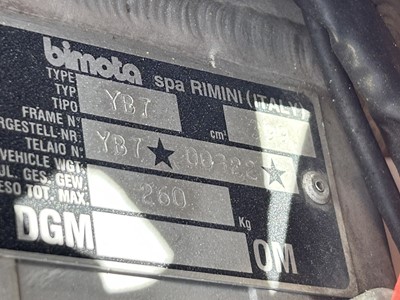 bimota spa RIMINI (ITALY)
TYPE
TYP
TIPO YB7
FRAME N°
RGESTELL-NR. cm³
TELAIO N° YB7 ★ 00322 ★
VEHICLE WGT.
UL. GES. GEW.
ESO TOT. MAX. 260 Kg
DGM OM